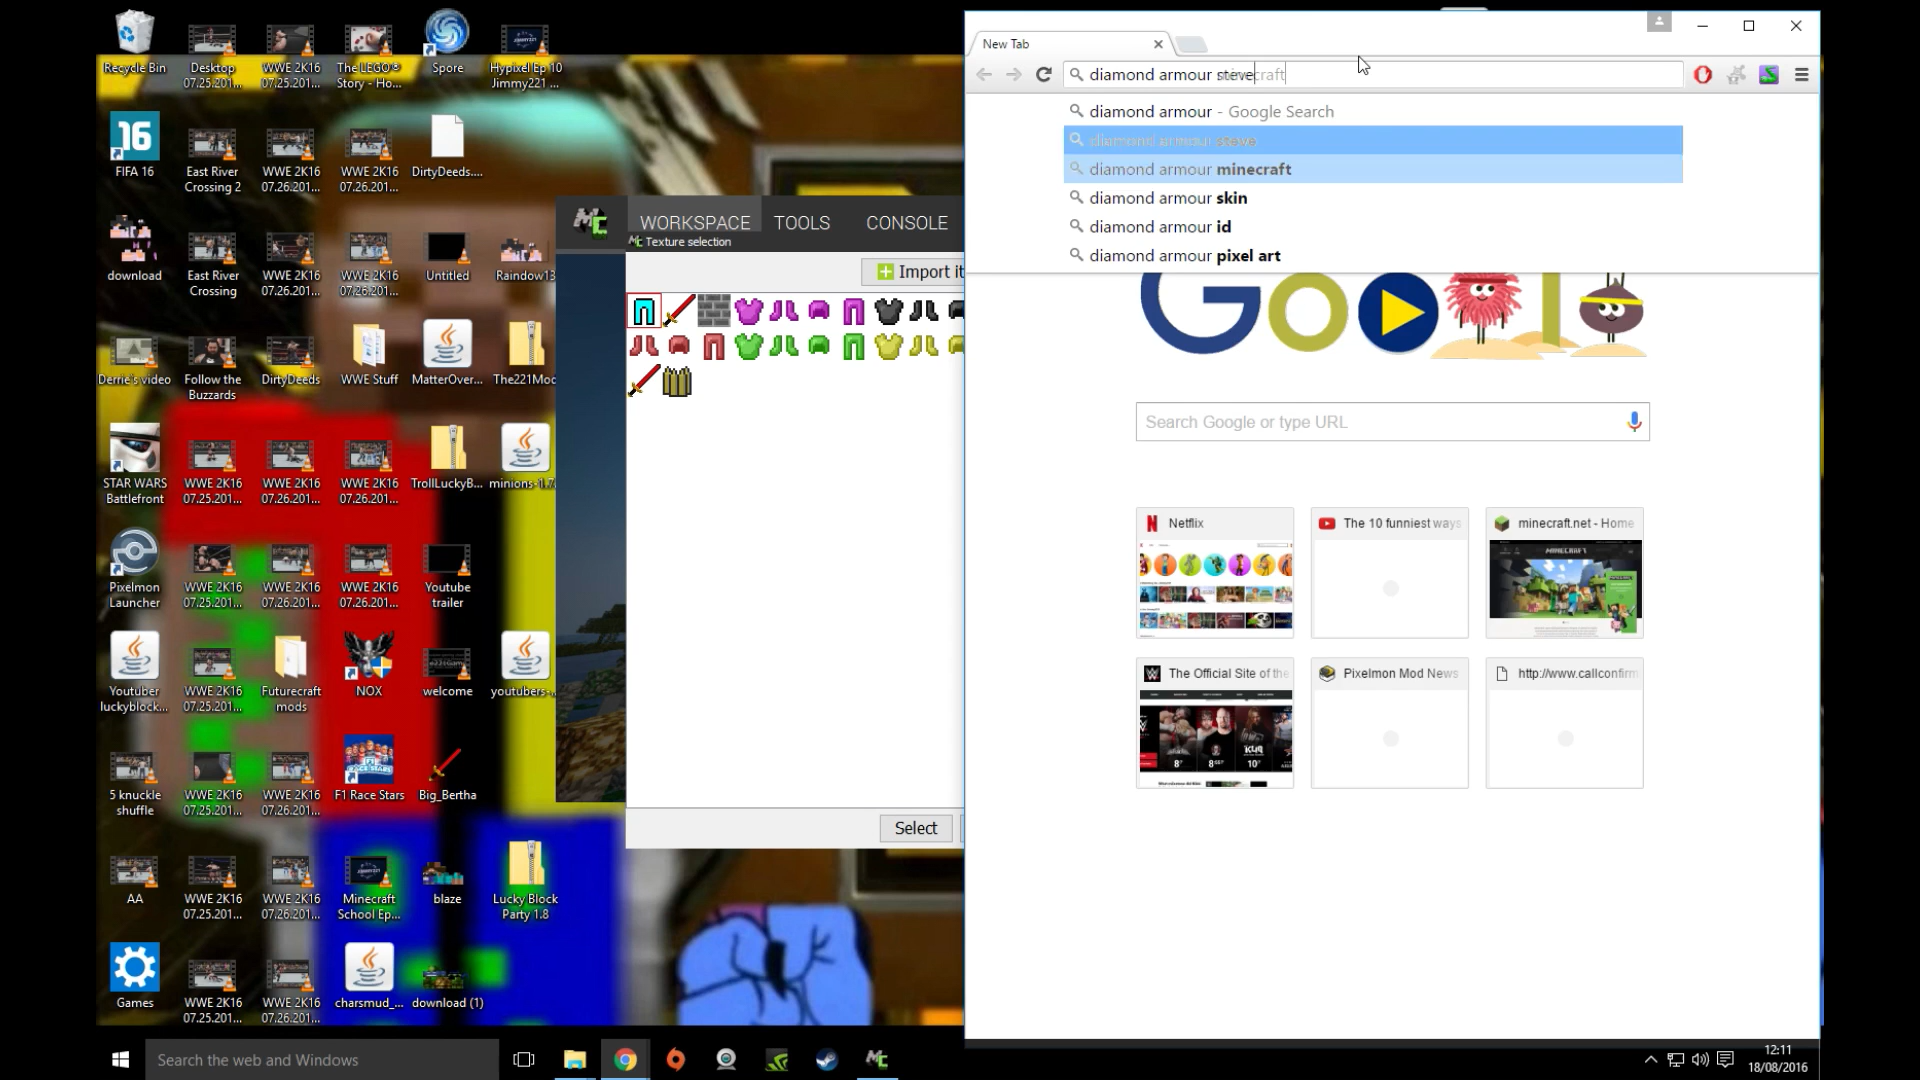 Recycle Bin
Desktop 07.25.201...
WWE 2K16 07.25.201...
The LEGO® Story - Ho...
Spore
Hypixel Ep 10 Jimmy221 ...
FIFA 16
East River Crossing 2
WWE 2K16 07.26.201...
WWE 2K16 07.26.201...
DirtyDeeds....
download
East River Crossing
WWE 2K16 07.26.201...
WWE 2K16 07.26.201...
Untitled
Raindow13
Derrie's video
Follow the Buzzards
DirtyDeeds
WWE Stuff
MatterOver...
The221Mod
STAR WARS Battlefront
WWE 2K16 07.25.201...
WWE 2K16 07.26.201...
WWE 2K16 07.26.201...
TrollLuckyB...
minions-1.7
Pixelmon Launcher
WWE 2K16 07.25.201...
WWE 2K16 07.26.201...
WWE 2K16 07.26.201...
Youtube trailer
Youtuber luckyblock...
WWE 2K16 07.25.201...
Futurecraft mods
NOX
welcome
youtubers-...
5 knuckle shuffle
WWE 2K16 07.25.201...
WWE 2K16 07.26.201...
F1 Race Stars
Big_Bertha
AA
WWE 2K16 07.25.201...
WWE 2K16 07.26.201...
Minecraft School Ep...
blaze
Lucky Block Party 1.8
Games
WWE 2K16 07.25.201...
WWE 2K16 07.26.201...
charsmud_...
download (1)
WORKSPACE TOOLS CONSOLE
Texture selection
Import it
Select
New Tab
diamond armour steve
diamond armour - Google Search
diamond armour steve
diamond armour minecraft
diamond armour skin
diamond armour id
diamond armour pixel art
Search Google or type URL
Netflix
The 10 funniest ways
minecraft.net - Home
The Official Site of the
Pixelmon Mod News
http://www.callconfirm
Search the web and Windows
12:11
18/08/2016